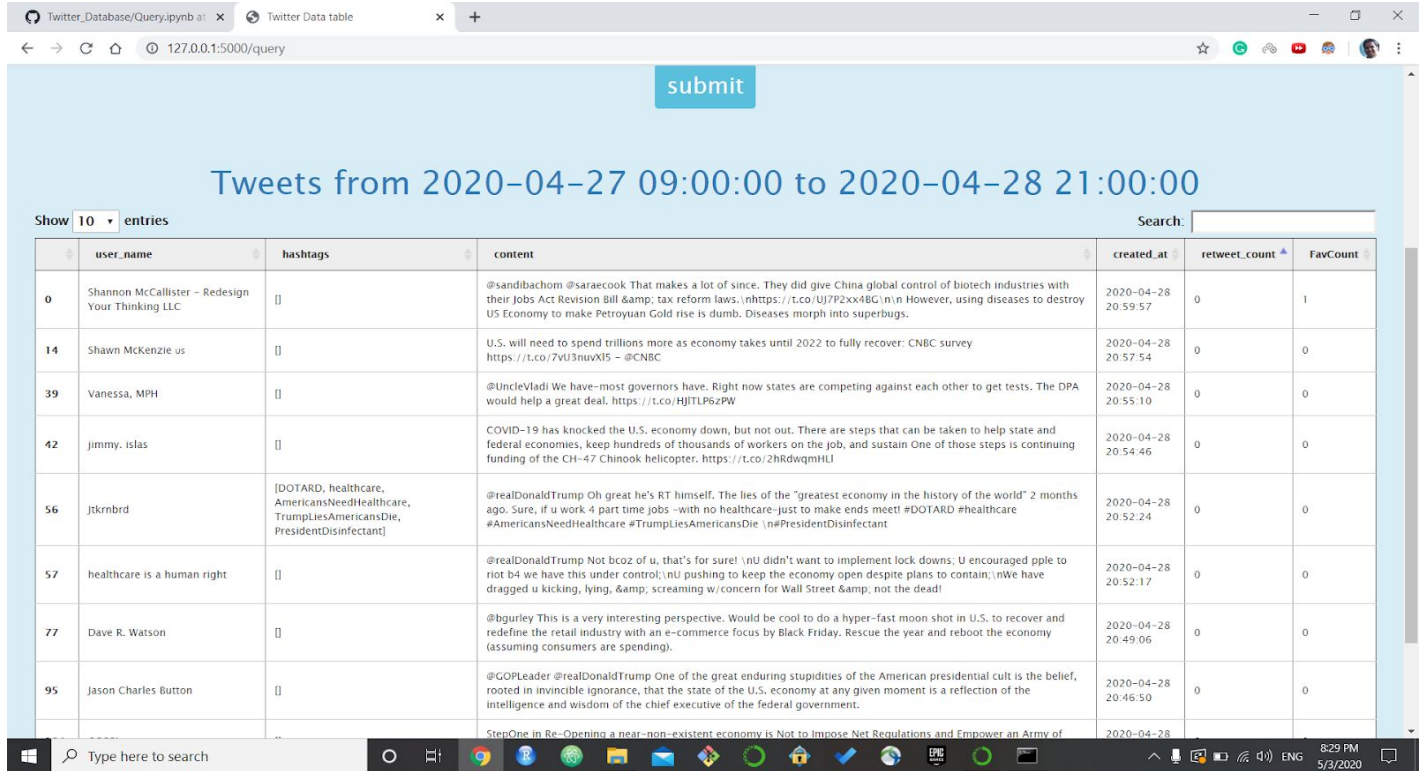 Twitter_Database/Query.ipynb at
Twitter Data table
127.0.0.1:5000/query
submit
Tweets from 2020-04-27 09:00:00 to 2020-04-28 21:00:00
Show 10 entries
Search:
user_name hashtags content created_at retweet_count FavCount
0
Shannon McCallister - Redesign
Your Thinking LLC
[]
@sandibachom @saraecook That makes a lot of since. They did give China global control of biotech industries with
their Jobs Act Revision Bill &amp; tax reform laws.\nhttps://t.co/UJ7P2xx4BG\n\n However, using diseases to destroy
US Economy to make Petroyuan Gold rise is dumb. Diseases morph into superbugs.
2020-04-28
20:59:57
0
1
14
Shawn McKenzie us
[]
U.S. will need to spend trillions more as economy takes until 2022 to fully recover: CNBC survey
https://t.co/7vU3nuvXl5 - @CNBC
2020-04-28
20:57:54
0
0
39
Vanessa, MPH
[]
@UncleVladi We have-most governors have. Right now states are competing against each other to get tests. The DPA
would help a great deal. https://t.co/HJlTLP6zPW
2020-04-28
20:55:10
0
0
42
jimmy. islas
[]
COVID-19 has knocked the U.S. economy down, but not out. There are steps that can be taken to help state and
federal economies, keep hundreds of thousands of workers on the job, and sustain One of those steps is continuing
funding of the CH-47 Chinook helicopter. https://t.co/2hRdwqmHLl
2020-04-28
20:54:46
0
0
56
Jtkrnbrd
[DOTARD, healthcare,
AmericansNeedHealthcare,
TrumpLiesAmericansDie,
PresidentDisinfectant]
@realDonaldTrump Oh great he's RT himself. The lies of the "greatest economy in the history of the world" 2 months
ago. Sure, if u work 4 part time jobs -with no healthcare-just to make ends meet! #DOTARD #healthcare
#AmericansNeedHealthcare #TrumpLiesAmericansDie \n#PresidentDisinfectant
2020-04-28
20:52:24
0
0
57
healthcare is a human right
[]
@realDonaldTrump Not bcoz of u, that's for sure! \nU didn't want to implement lock downs; U encouraged pple to
riot b4 we have this under control;\nU pushing to keep the economy open despite plans to contain;\nWe have
dragged u kicking, lying, &amp; screaming w/concern for Wall Street &amp; not the dead!
2020-04-28
20:52:17
0
0
77
Dave R. Watson
[]
@bgurley This is a very interesting perspective. Would be cool to do a hyper-fast moon shot in U.S. to recover and
redefine the retail industry with an e-commerce focus by Black Friday. Rescue the year and reboot the economy
(assuming consumers are spending).
2020-04-28
20:49:06
0
0
95
Jason Charles Button
[]
@GOPLeader @realDonaldTrump One of the great enduring stupidities of the American presidential cult is the belief,
rooted in invincible ignorance, that the state of the U.S. economy at any given moment is a reflection of the
intelligence and wisdom of the chief executive of the federal government.
2020-04-28
20:46:50
0
0
StepOne in Re-Opening a near-non-existent economy is Not to Impose Net Regulations and Empower an Army of
2020-04-28
Type here to search
R
EPIC
GAMES
ENG
8:29 PM
5/3/2020